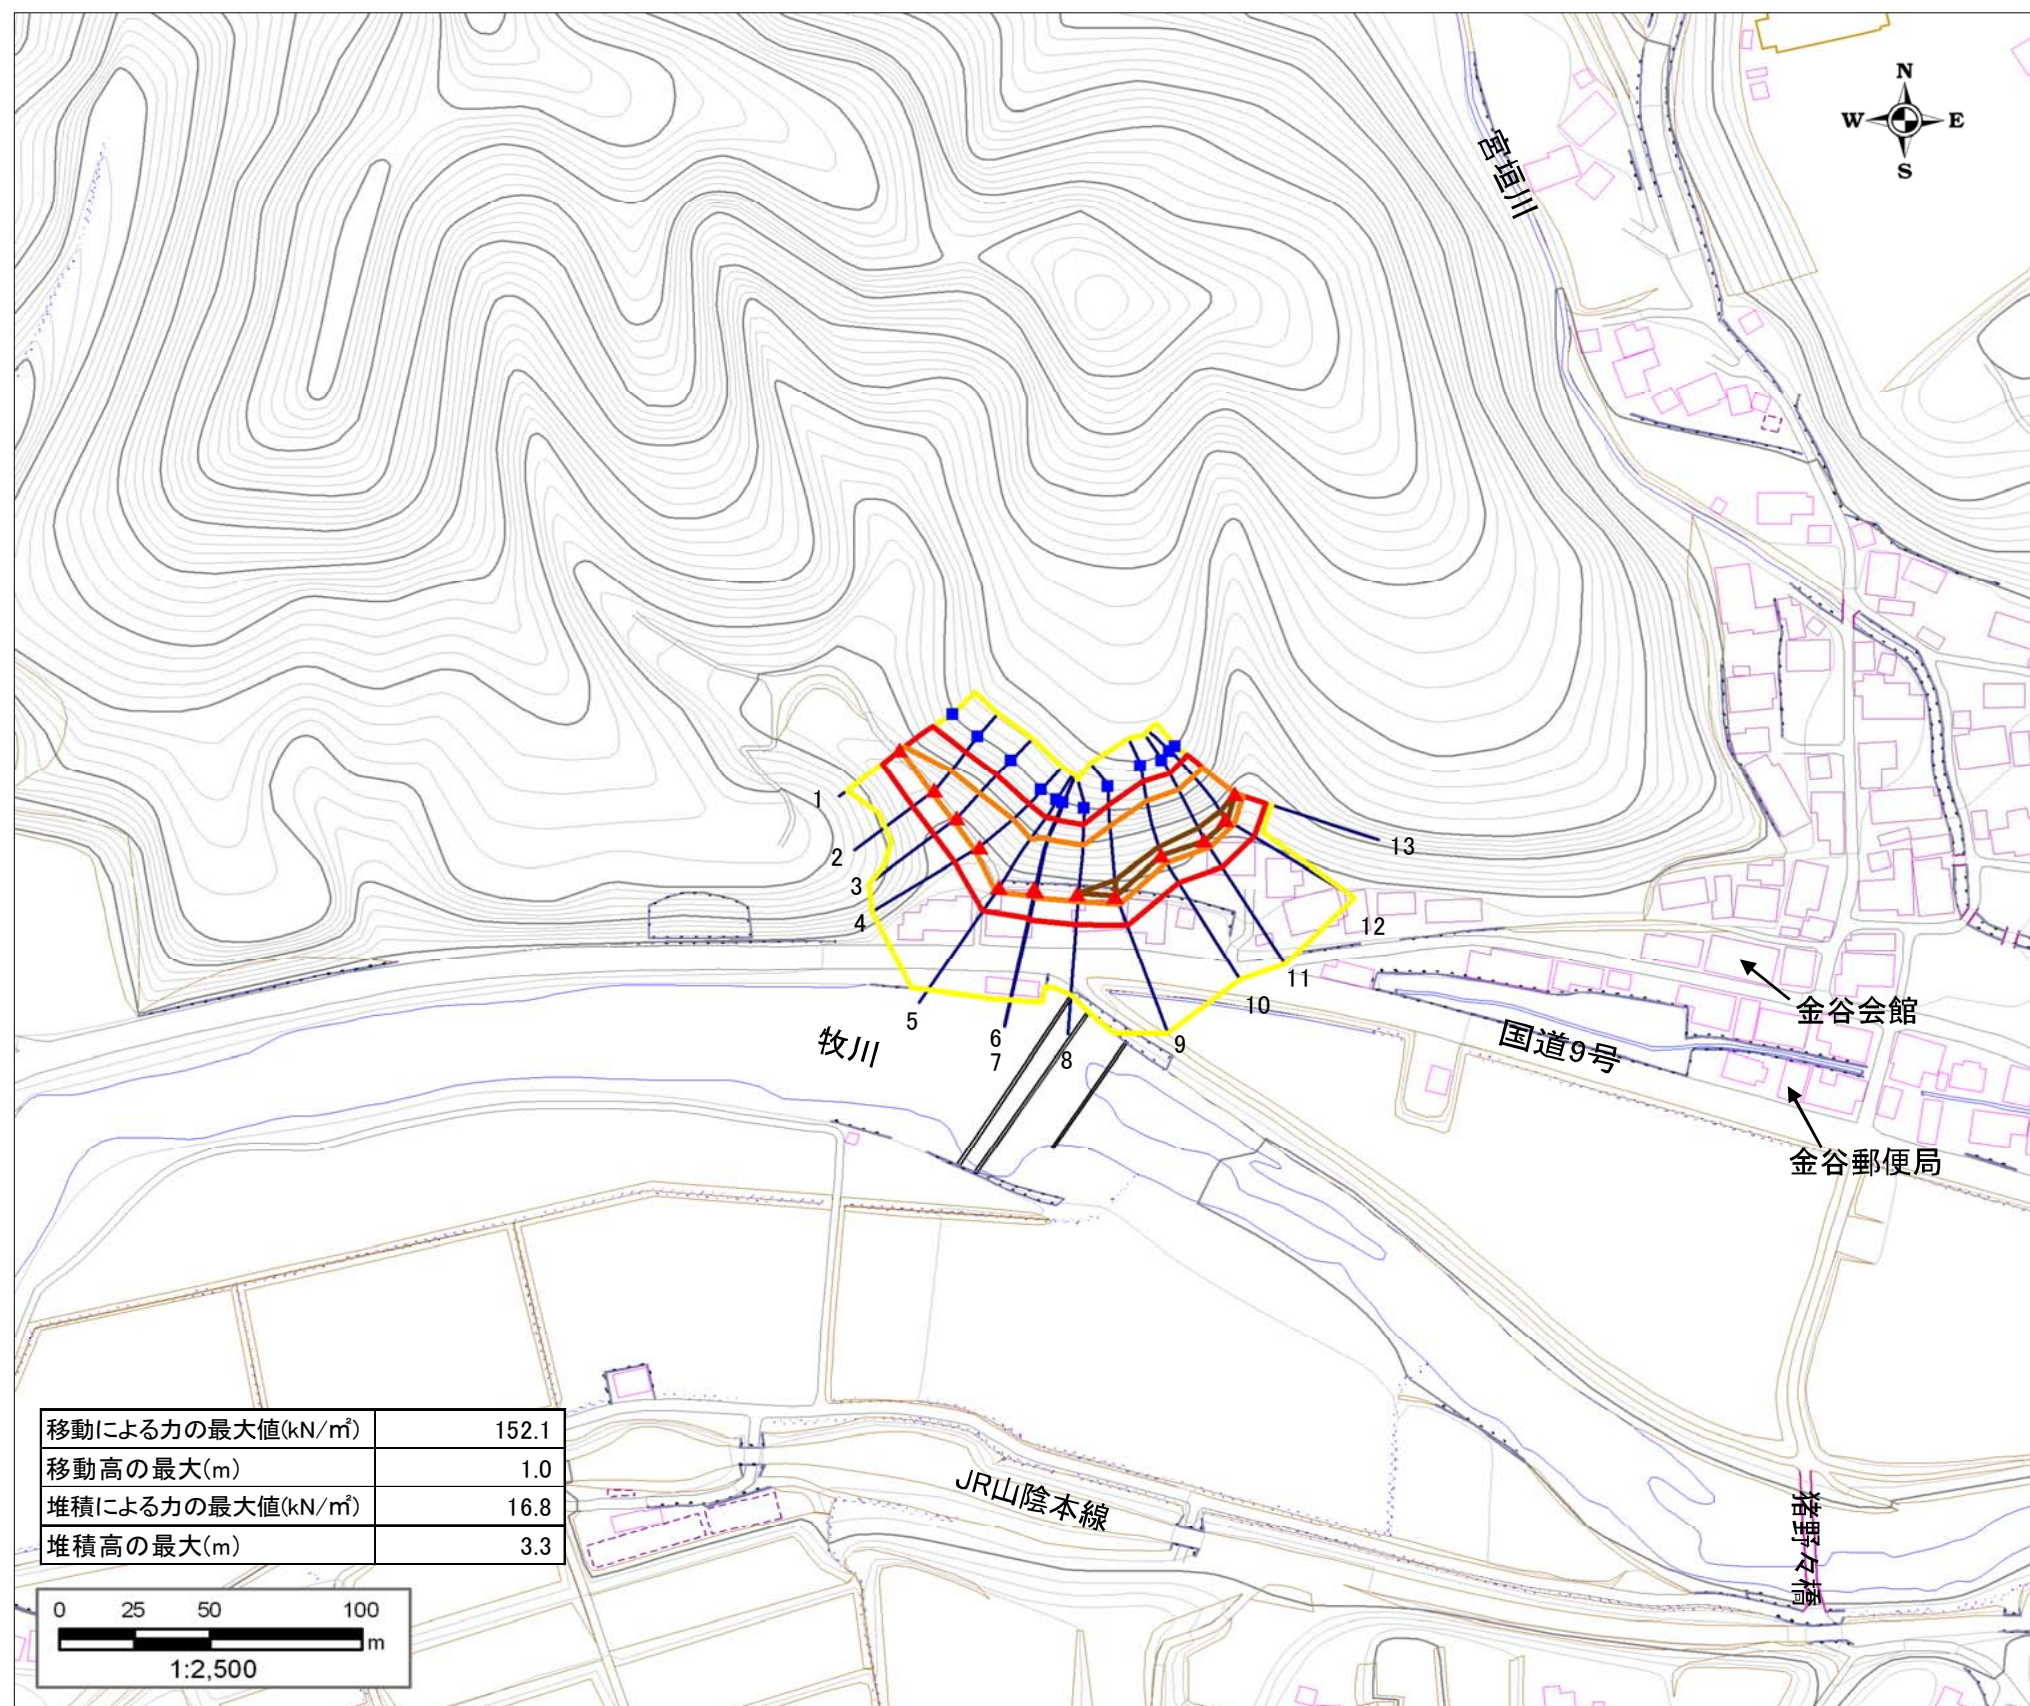 N
W E
S
宮垣川
1
2
3
4
5
6
7
8
9
10
11
12
13
牧川
国道9号
金谷会館
金谷郵便局
JR山陰本線
猪野々橋
移動による力の最大値(kN/㎡) 152.1
移動高の最大(m) 1.0
堆積による力の最大値(kN/㎡) 16.8
堆積高の最大(m) 3.3
0 25 50 100
m
1:2,500